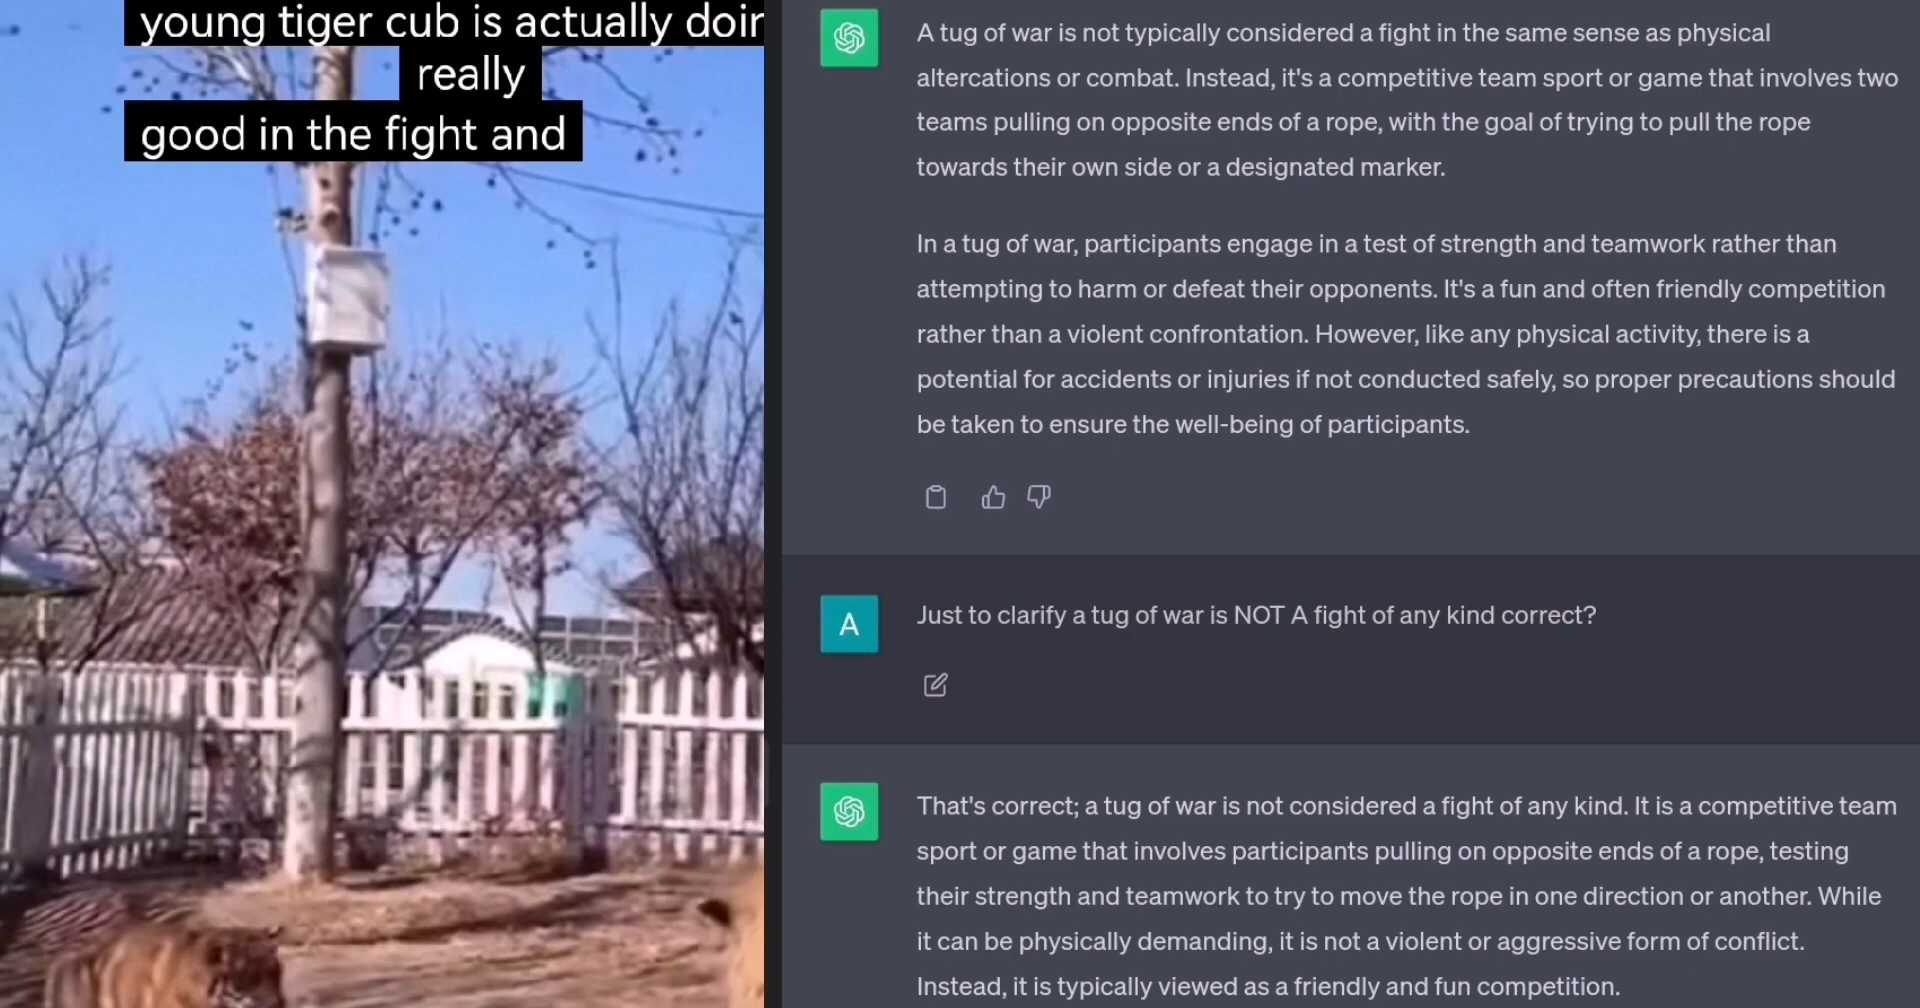 young tiger cub is actually doin
really
good in the fight and
A tug of war is not typically considered a fight in the same sense as physical
altercations or combat. Instead, it's a competitive team sport or game that involves two
teams pulling on opposite ends of a rope, with the goal of trying to pull the rope
towards their own side or a designated marker.
In a tug of war, participants engage in a test of strength and teamwork rather than
attempting to harm or defeat their opponents. It's a fun and often friendly competition
rather than a violent confrontation. However, like any physical activity, there is a
potential for accidents or injuries if not conducted safely, so proper precautions should
be taken to ensure the well-being of participants.
A
Just to clarify a tug of war is NOT A fight of any kind correct?
That's correct; a tug of war is not considered a fight of any kind. It is a competitive team
sport or game that involves participants pulling on opposite ends of a rope, testing
their strength and teamwork to try to move the rope in one direction or another. While
it can be physically demanding, it is not a violent or aggressive form of conflict.
Instead, it is typically viewed as a friendly and fun competition.